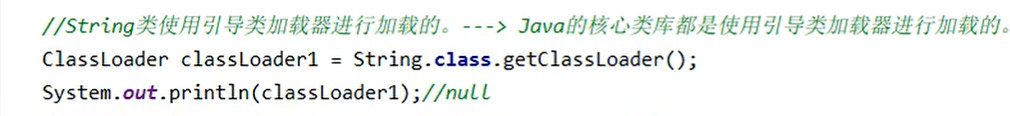 //String类使用引导类加载器进行加载的。---> Java的核心类库都是使用引导类加载器进行加载的。
ClassLoader classLoader1 = String.class.getClassLoader();
System.out.println(classLoader1);//null